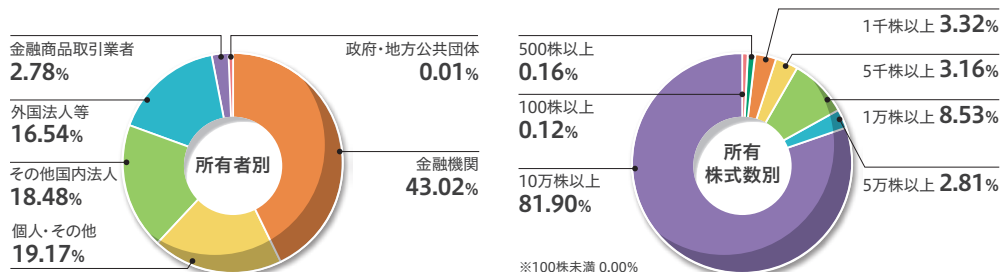 金融商品取引業者
2.78%
外国法人等
16.54%
その他国内法人
18.48%
個人・その他
19.17%
政府・地方公共団体
0.01%
金融機関
43.02%
所有者別
500株以上
0.16%
100株以上
0.12%
10万株以上
81.90%
1千株以上 3.32%
5千株以上 3.16%
1万株以上 8.53%
5万株以上 2.81%
所有
株式数別
※100株未満 0.00%